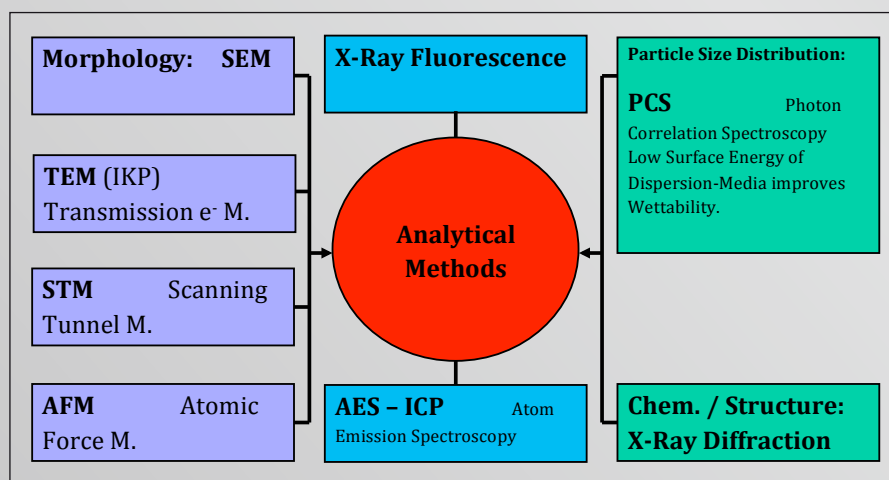 Morphology: SEM
TEM (IKP)
Transmission e- M.
STM Scanning
Tunnel M.
AFM Atomic
Force M.
X-Ray Fluorescence
Analytical
Methods
AES – ICP Atom
Emission Spectroscopy
Particle Size Distribution:
PCS Photon
Correlation Spectroscopy
Low Surface Energy of
Dispersion-Media improves
Wettability.
Chem. / Structure:
X-Ray Diffraction